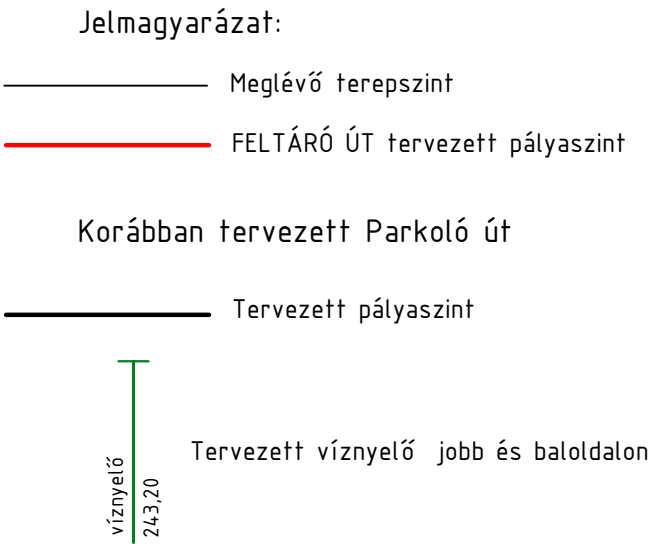 Jelmagyarázat:
Meglévő terepszint
FELTÁRÓ ÚT tervezett pályaszint
Korábban tervezett Parkoló út
Tervezett pályaszint
Tervezett víznyelő jobb és baloldalon
víznyelő
243,20